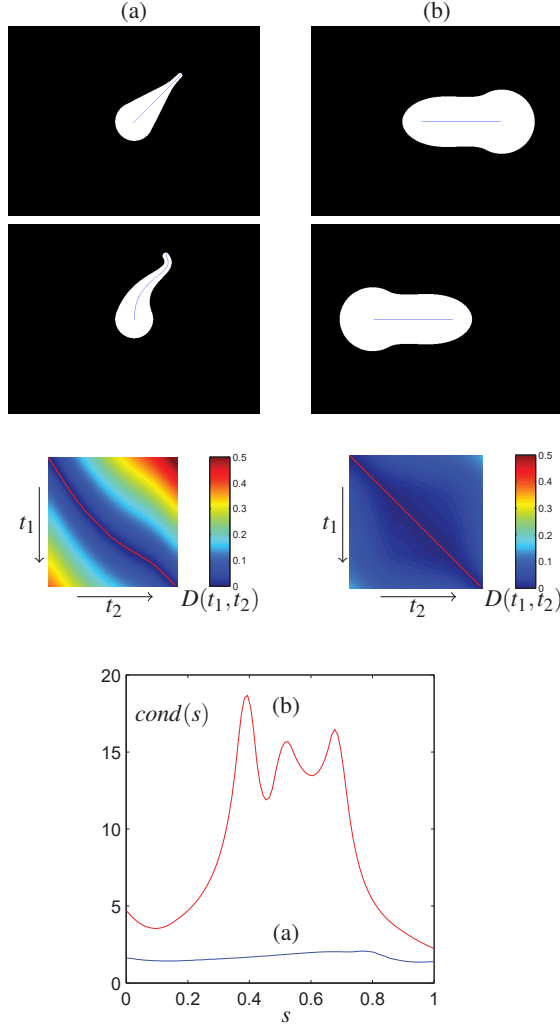 (a) (b)
0.5 0.5
0.4 0.4
0.3 0.3
t₁ t₁
0.2 0.2
0.1 0.1
0 0
t₂ D(t₁, t₂) t₂ D(t₁, t₂)
20
cond(s) (b)
15
10
5
(a)
0
0 0.2 0.4 0.6 0.8 1
s